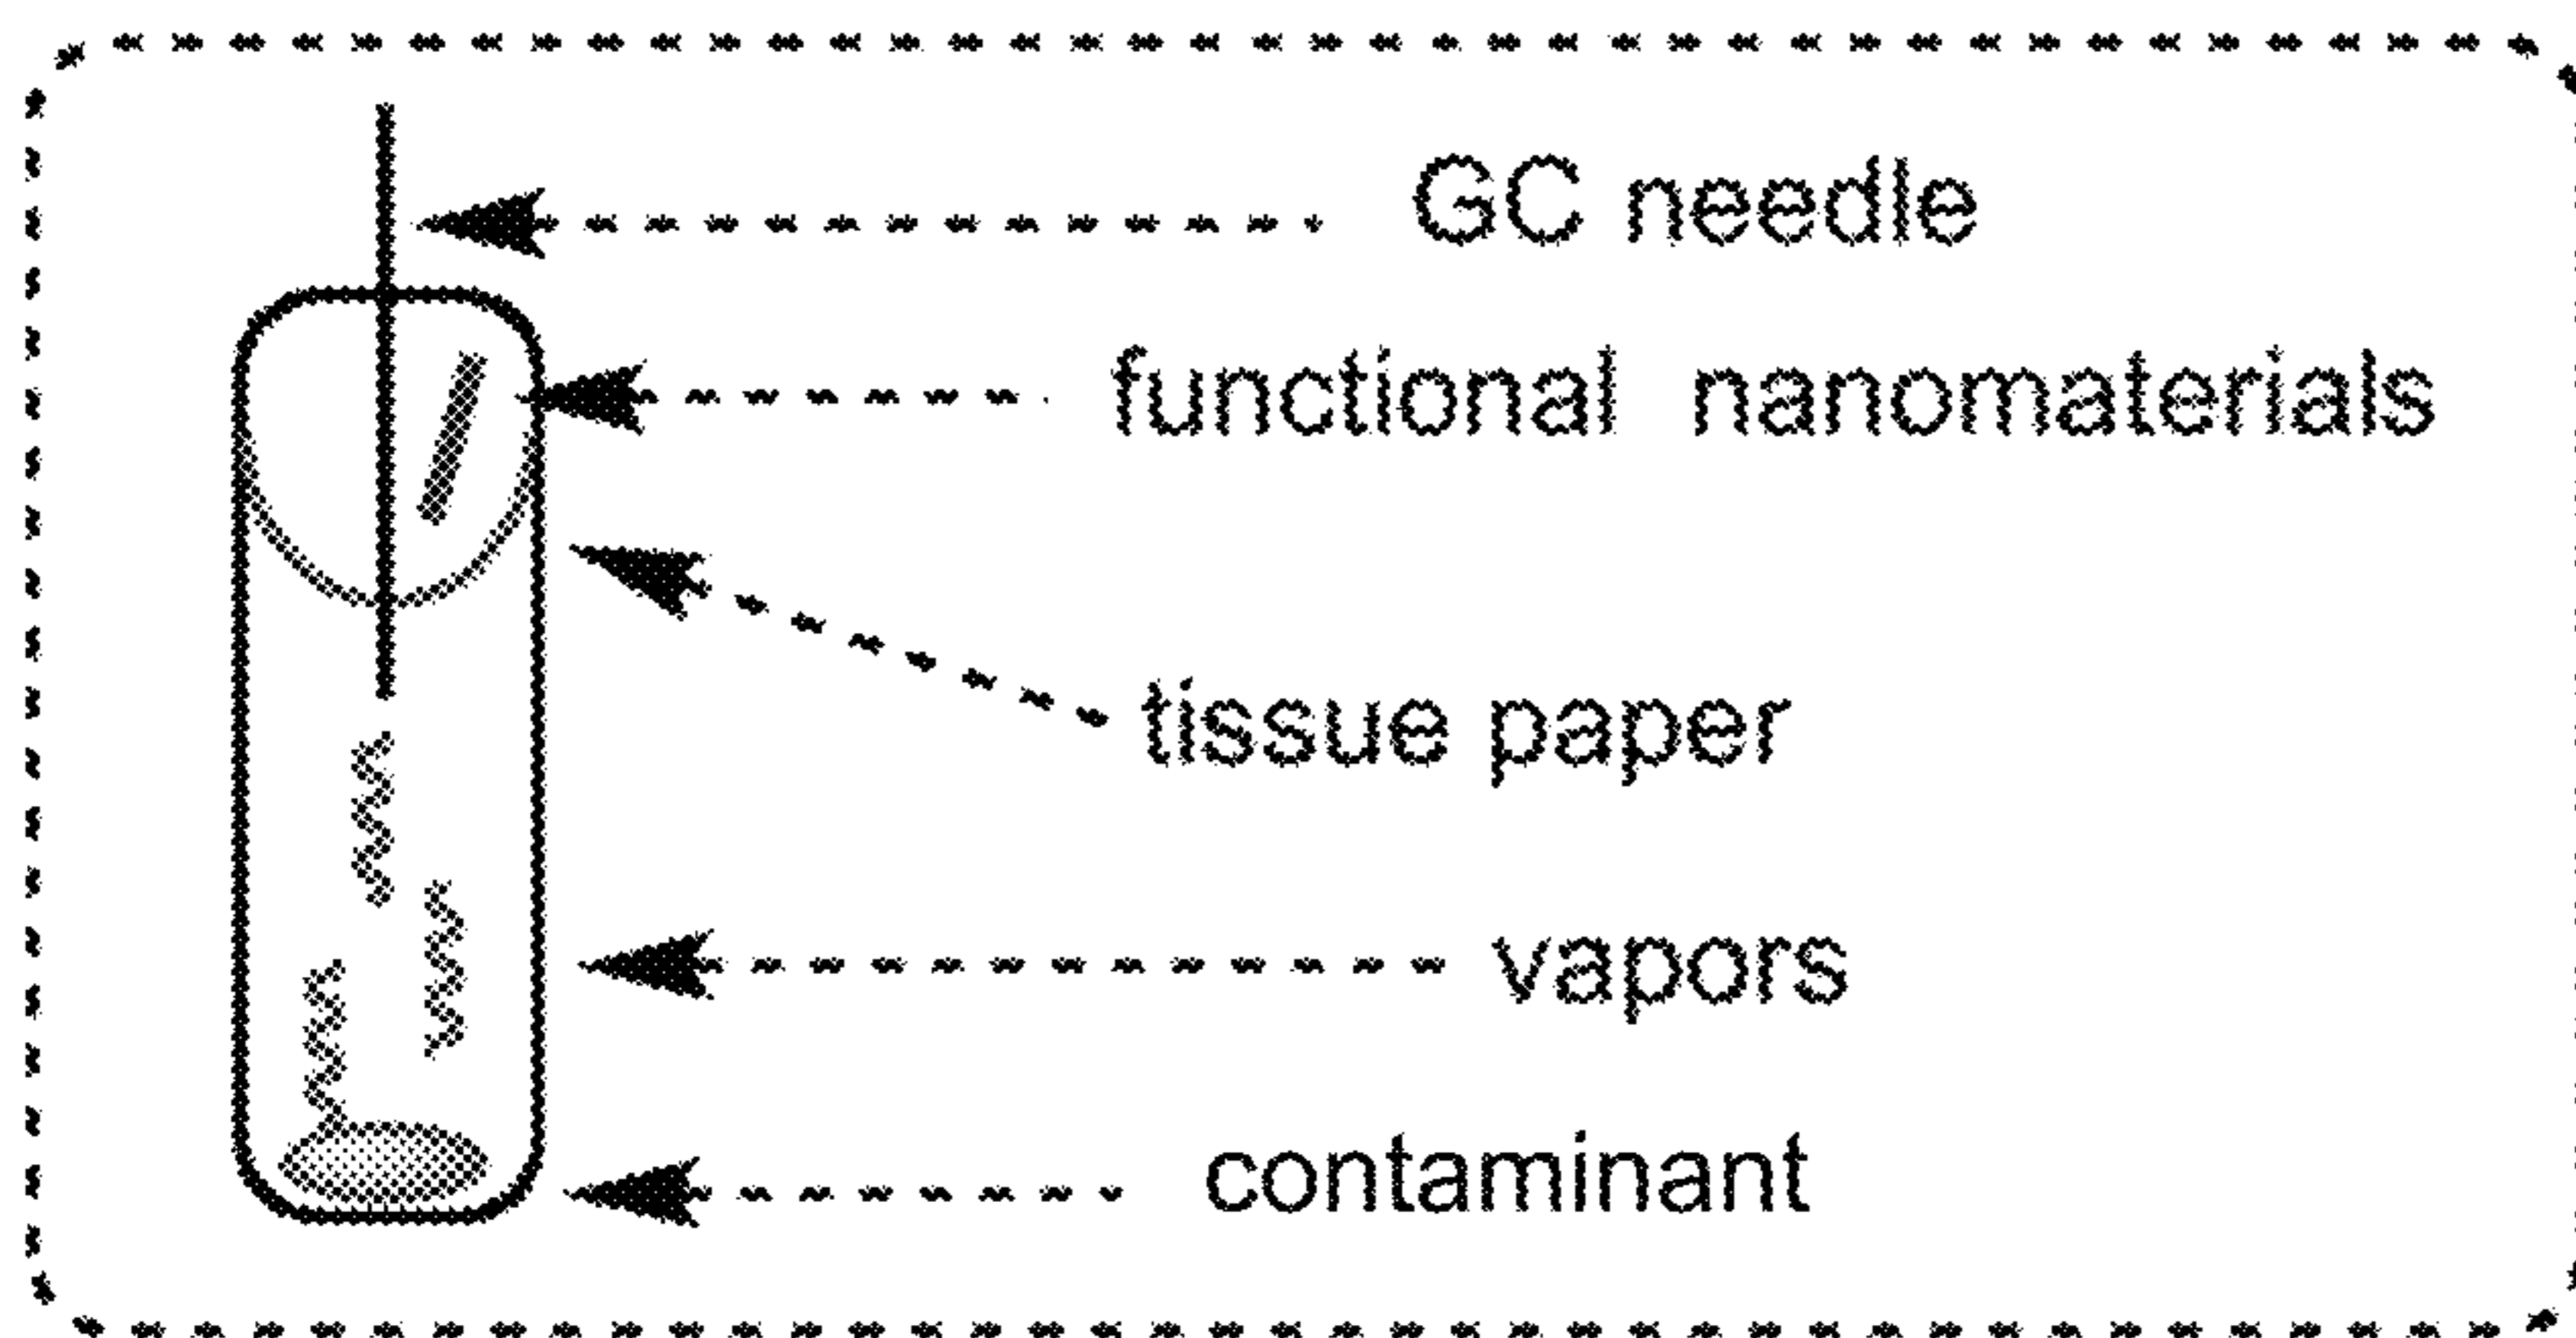 GC needle
functional nanomaterials
tissue paper
vapors
contaminant